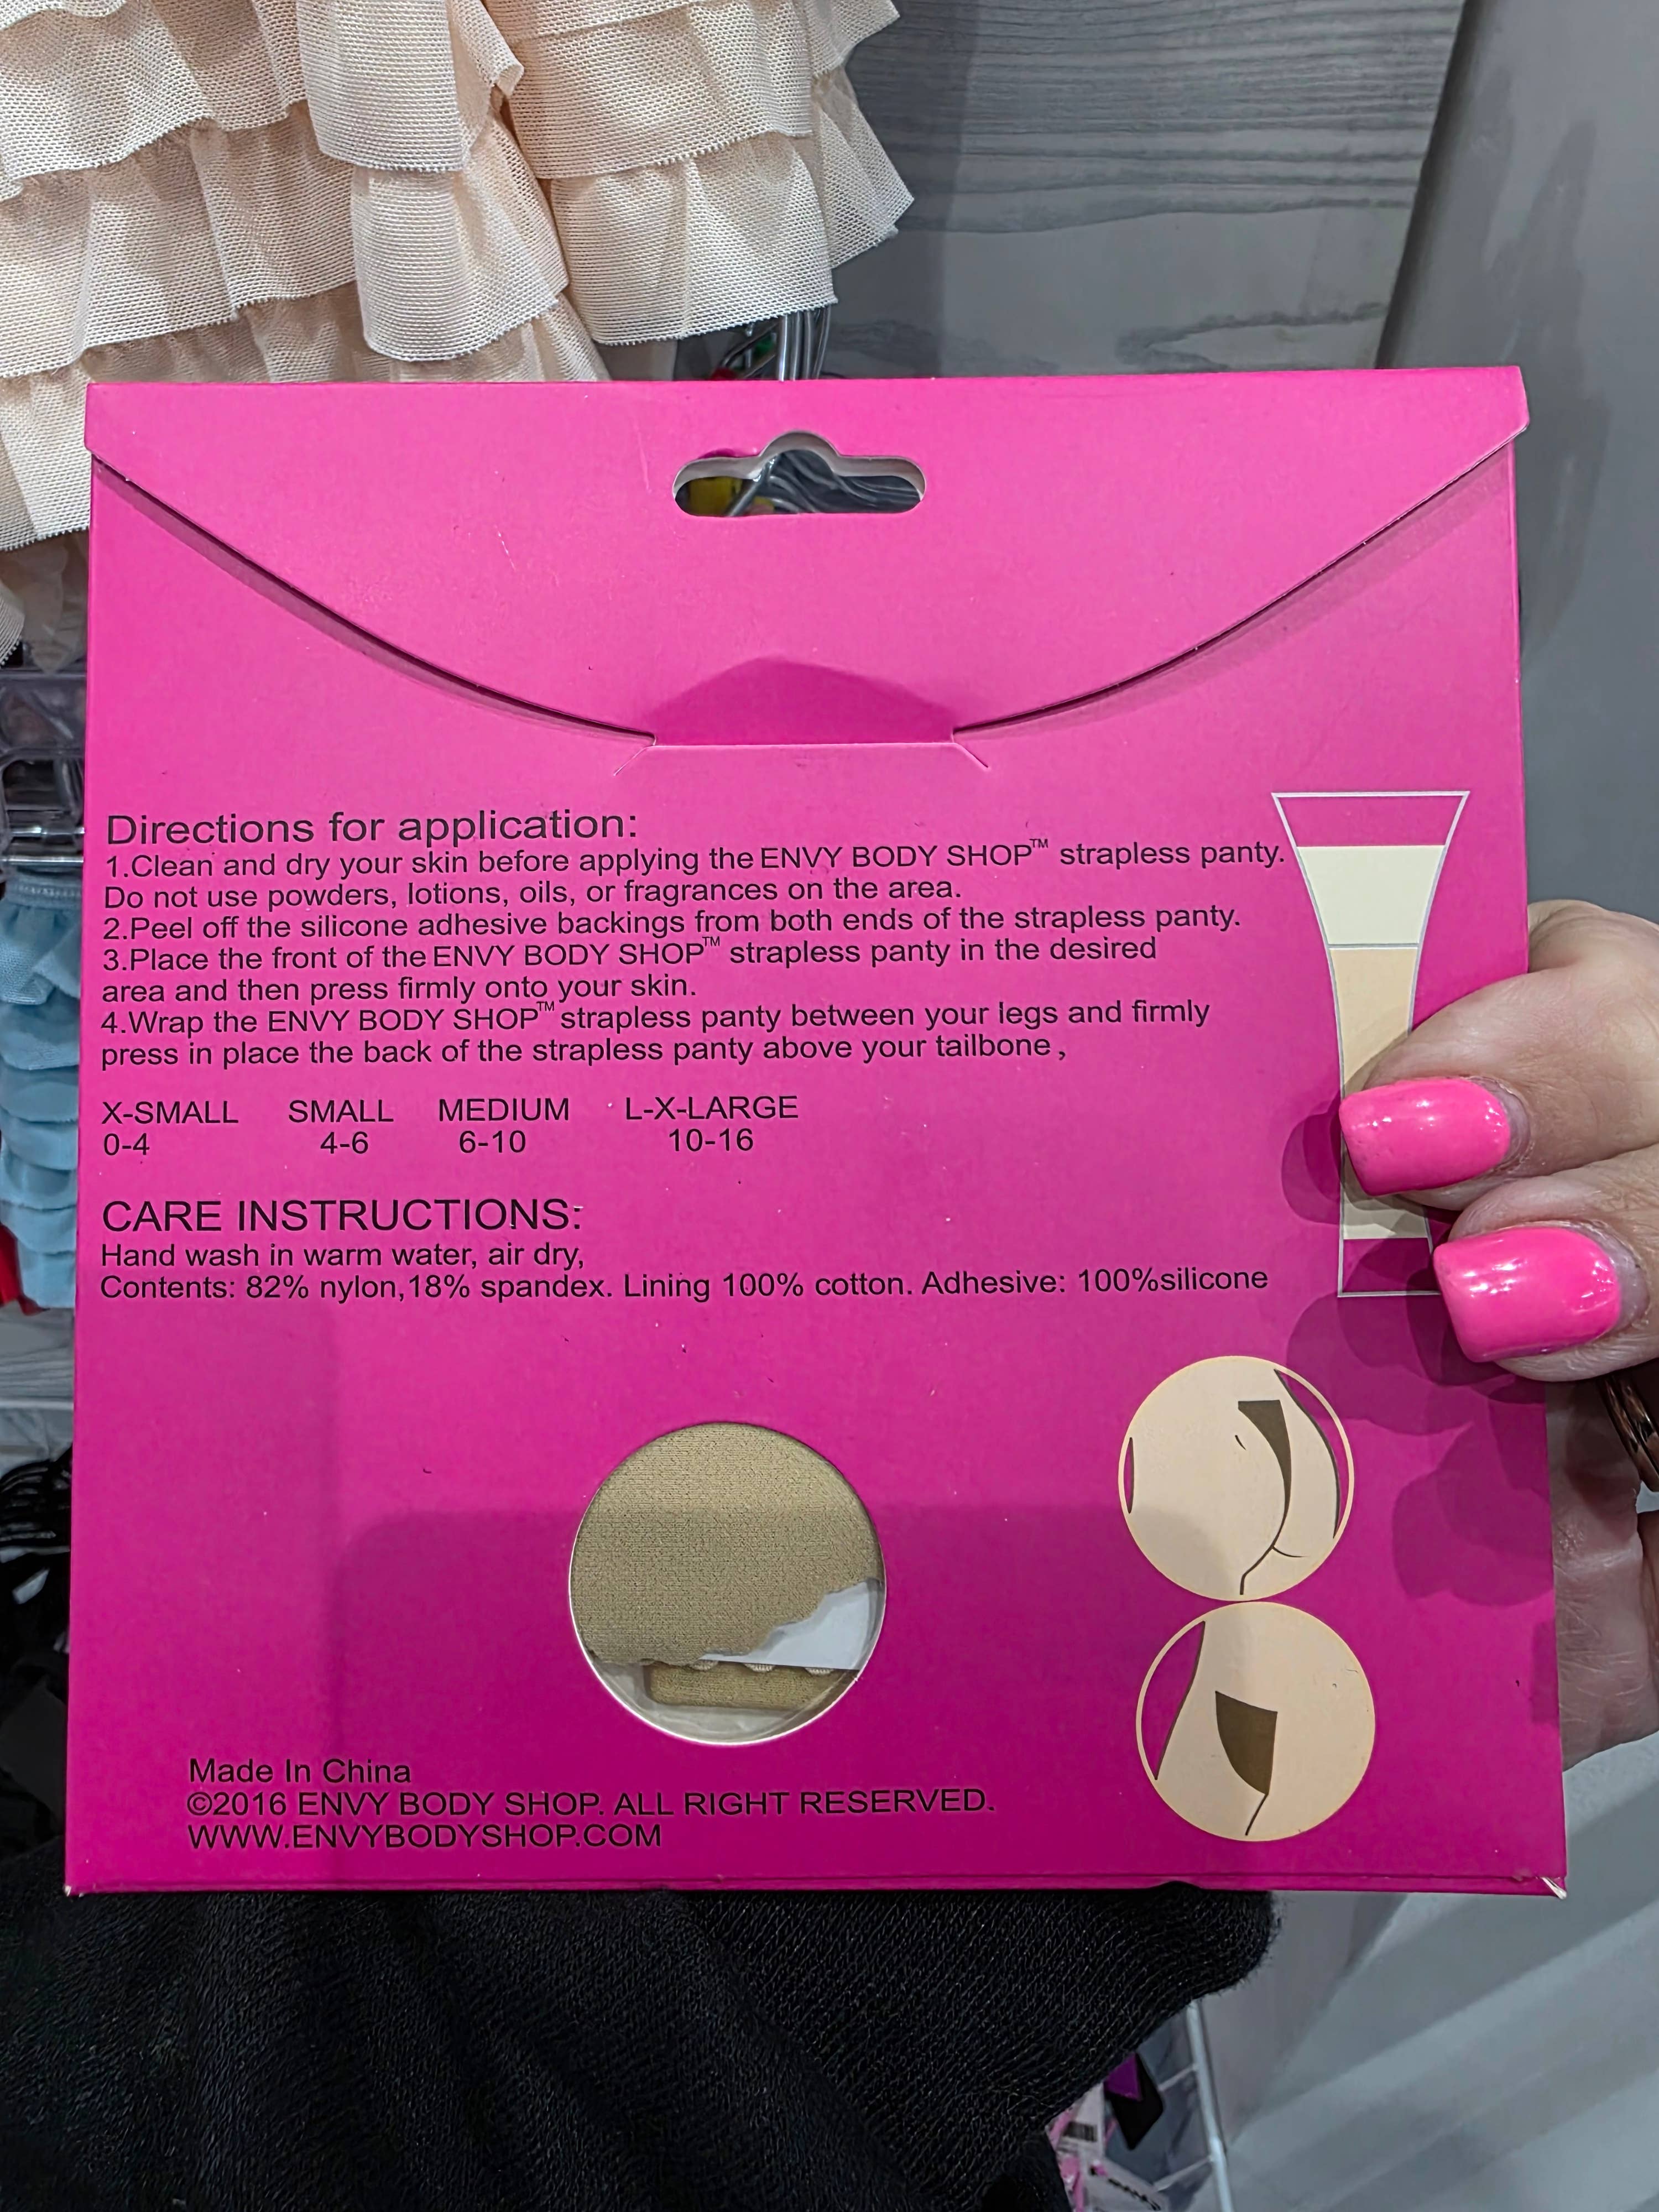 Directions for application:
1.Clean and dry your skin before applying the ENVY BODY SHOP™ strapless panty.
Do not use powders, lotions, oils, or fragrances on the area.
2.Peel off the silicone adhesive backings from both ends of the strapless panty.
3.Place the front of the ENVY BODY SHOP™ strapless panty in the desired
area and then press firmly onto your skin.
4.Wrap the ENVY BODY SHOP™ strapless panty between your legs and firmly
press in place the back of the strapless panty above your tailbone ,
X-SMALL SMALL MEDIUM L-X-LARGE
0-4 4-6 6-10 10-16
CARE INSTRUCTIONS:
Hand wash in warm water, air dry,
Contents: 82% nylon,18% spandex. Lining 100% cotton. Adhesive: 100%silicone
Made In China
©2016 ENVY BODY SHOP. ALL RIGHT RESERVED.
WWW.ENVYBODYSHOP.COM